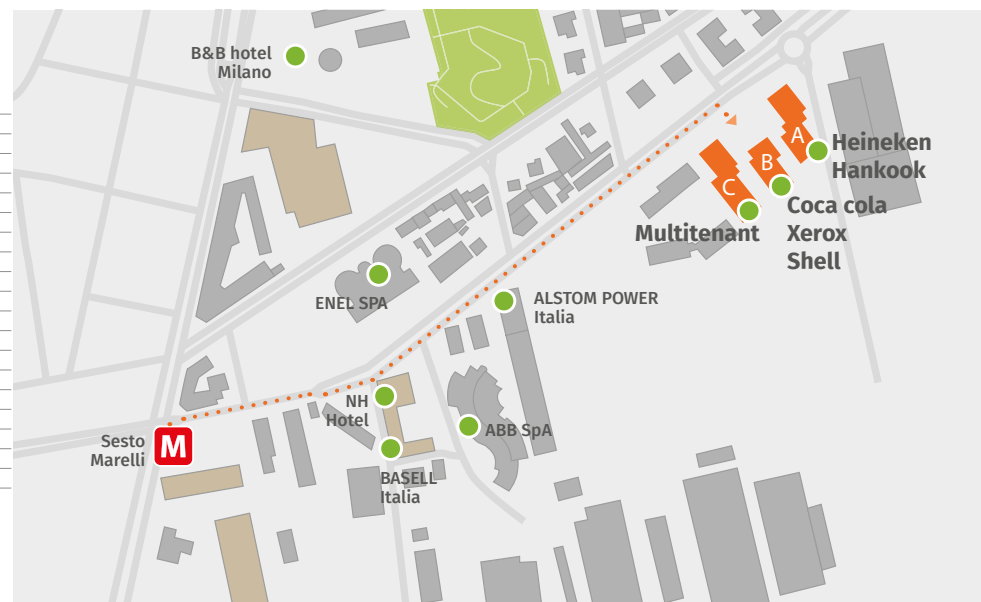 B&B hotel
Milano
A
B
C
Heineken
Hankook
Coca cola
Xerox
Shell
Multitenant
ENEL SPA
ALSTOM POWER
Italia
NH
Hotel
ABB SpA
Sesto
Marelli
M
BASELL
Italia